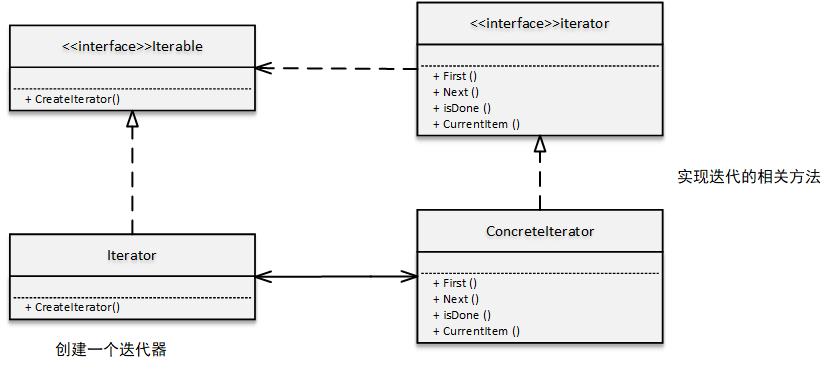 <<interface>>Iterable
+ CreateIterator()
<<interface>>iterator
+ First ()
+ Next ()
+ isDone ()
+ CurrentItem ()
实现迭代的相关方法
Iterator
+ CreateIterator()
创建一个迭代器
ConcreteIterator
+ First ()
+ Next ()
+ isDone ()
+ CurrentItem ()